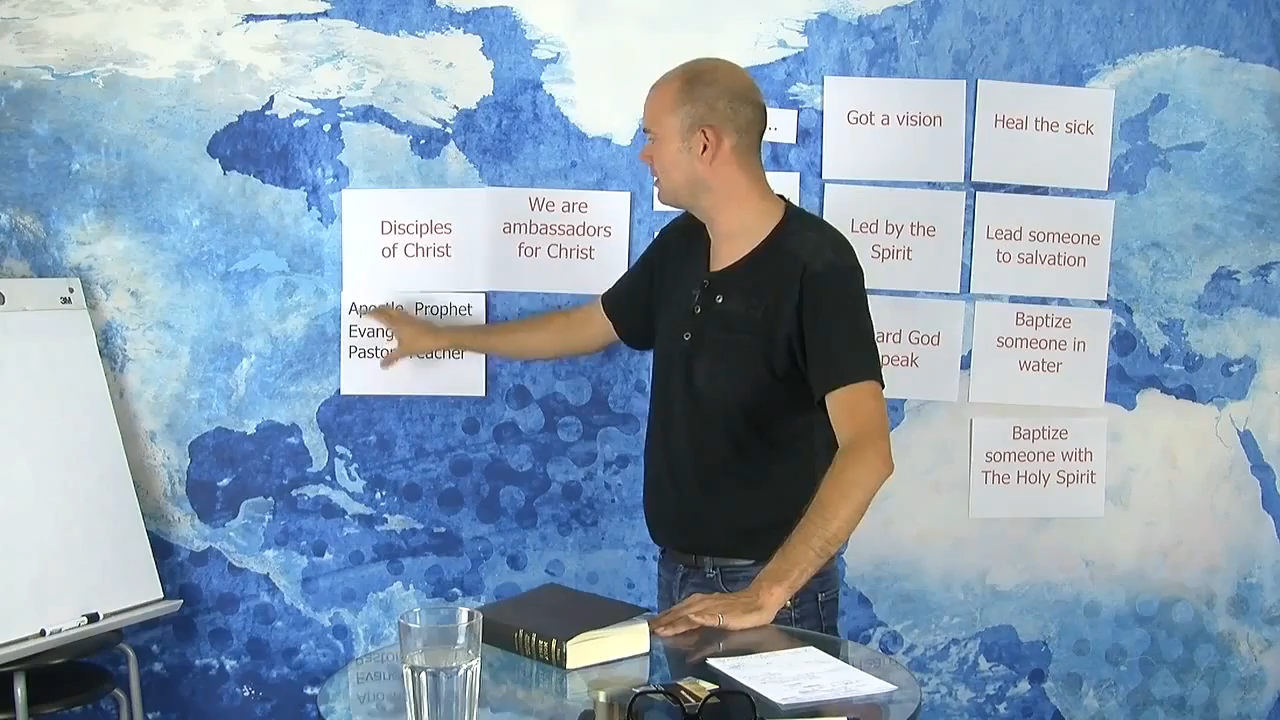 Disciples
of Christ
We are
ambassadors
for Christ
Prophet
..
Got a vision
Heal the sick
Led by the
Spirit
Lead someone
to salvation
God
Baptize
someone in
water
Baptize
someone with
The Holy Spirit
3M